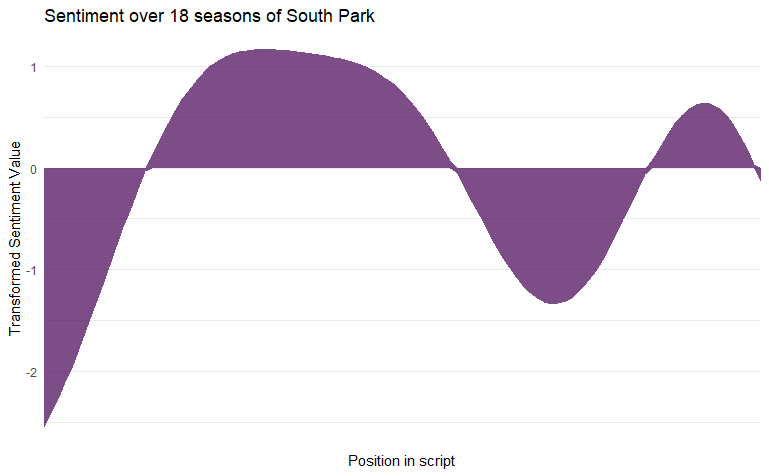 Sentiment over 18 seasons of South Park
1
0
-1
-2
Transformed Sentiment Value
Position in script